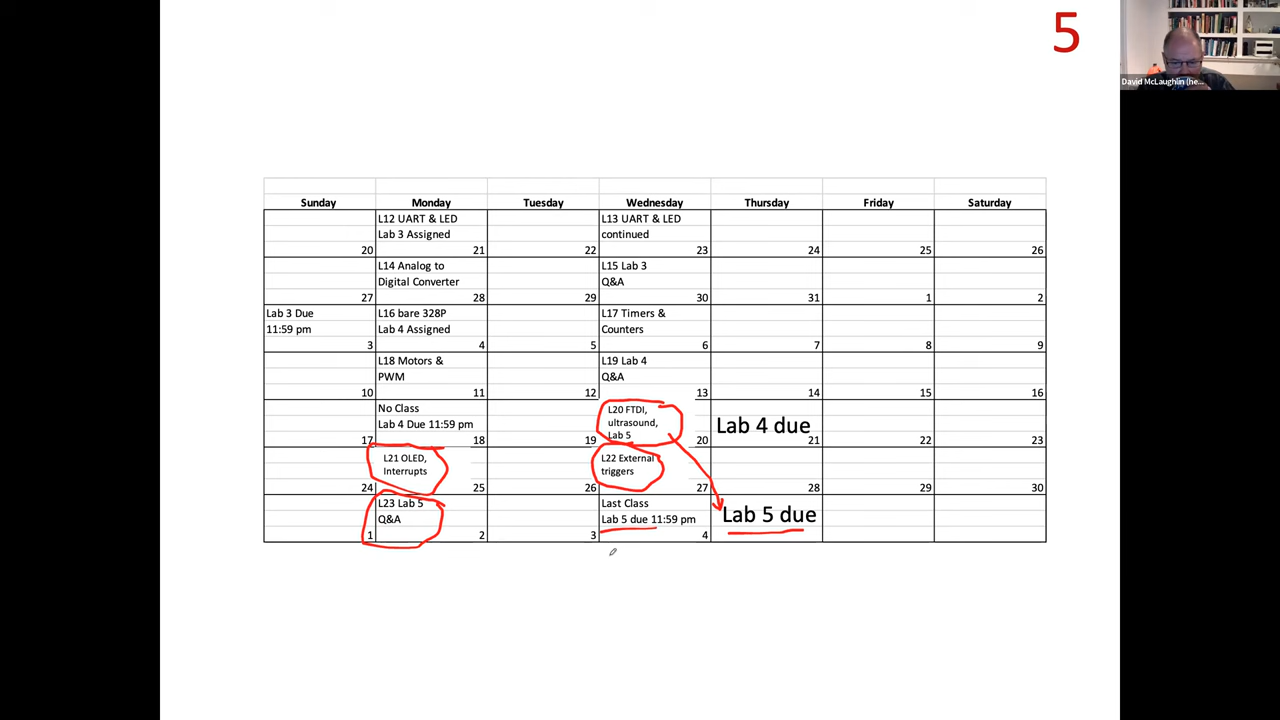 5
David McLaughlin (he...
Sunday Monday Tuesday Wednesday Thursday Friday Saturday
L12 UART & LED L13 UART & LED
Lab 3 Assigned continued
20 21 22 23 24 25 26
L14 Analog to L15 Lab 3
Digital Converter Q&A
27 28 29 30 31 1 2
Lab 3 Due L16 bare 328P L17 Timers &
11:59 pm Lab 4 Assigned Counters
3 4 5 6 7 8 9
L18 Motors & L19 Lab 4
PWM Q&A
10 11 12 13 14 15 16
No Class L20 FTDI,
Lab 4 Due 11:59 pm ultrasound, Lab 4 due
Lab 5
17 18 19 20 21 22 23
L21 OLED, L22 External
Interrupts triggers
24 25 26 27 28 29 30
L23 Lab 5 Last Class
Q&A Lab 5 due 11:59 pm Lab 5 due
1 2 3 4